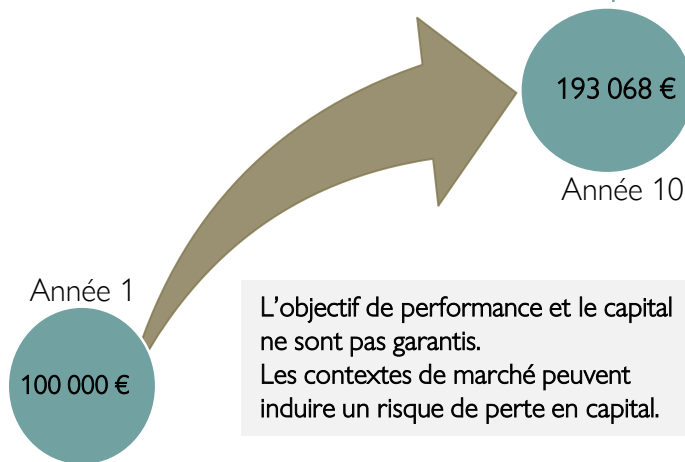 193 068 €
Année 10
Année 1
100 000 €
L'objectif de performance et le capital
ne sont pas garantis.
Les contextes de marché peuvent
induire un risque de perte en capital.